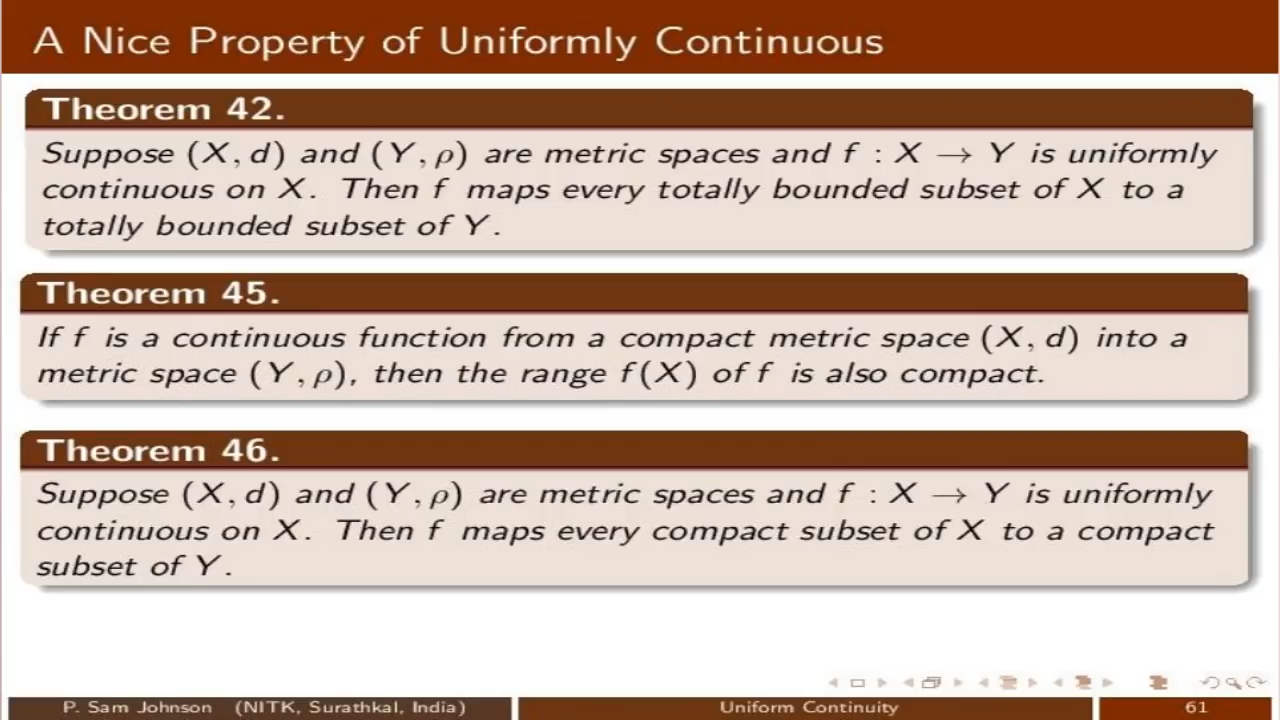 A Nice Property of Uniformly Continuous
Theorem 42.
Suppose (X, d) and (Y, ρ) are metric spaces and f : X → Y is uniformly
continuous on X. Then f maps every totally bounded subset of X to a
totally bounded subset of Y.
Theorem 45.
If f is a continuous function from a compact metric space (X, d) into a
metric space (Y, ρ), then the range f(X) of f is also compact.
Theorem 46.
Suppose (X, d) and (Y, ρ) are metric spaces and f : X → Y is uniformly
continuous on X. Then f maps every compact subset of X to a compact
subset of Y.
P. Sam Johnson (NITK, Surathkal, India) Uniform Continuity 61